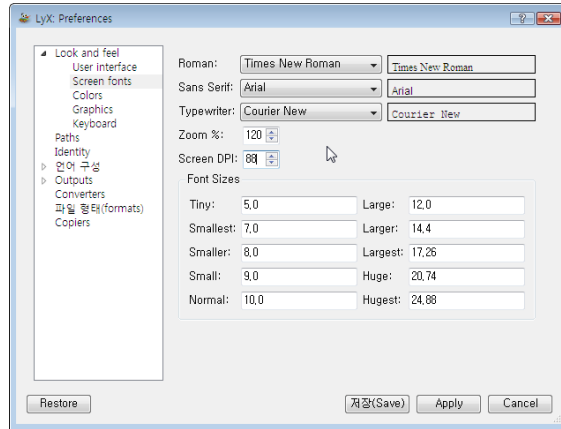 LyX: Preferences
Look and feel
User interface
Screen fonts
Colors
Graphics
Keyboard
Paths
Identity
언어 구성
Outputs
Converters
파일 형태(formats)
Copiers
Roman: Times New Roman Times New Roman
Sans Serif: Arial Arial
Typewriter: Courier New Courier New
Zoom %: 120
Screen DPI: 88
Font Sizes
Tiny: 5,0 Large: 12,0
Smallest: 7,0 Larger: 14,4
Smaller: 8,0 Largest: 17,26
Small: 9,0 Huge: 20,74
Normal: 10,0 Hugest: 24,88
Restore 저장(Save) Apply Cancel